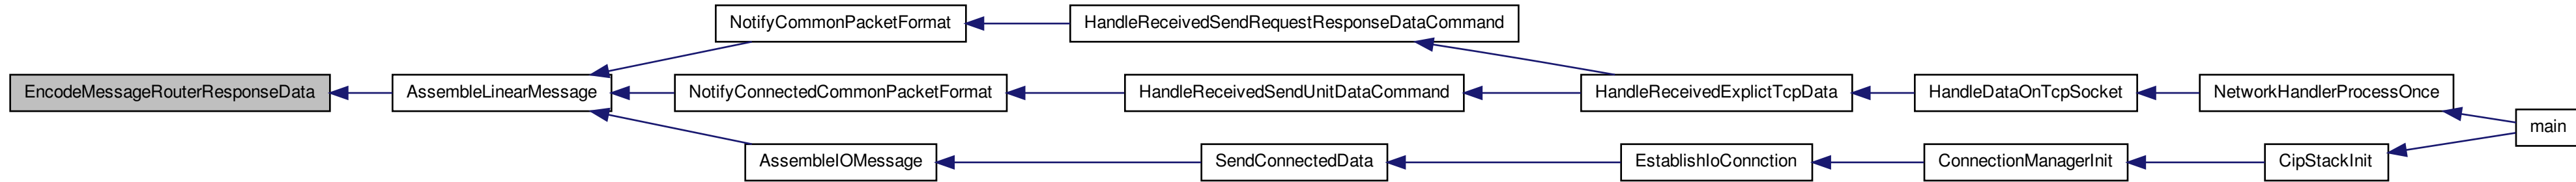 NotifyCommonPacketFormat
HandleReceivedSendRequestResponseDataCommand
EncodeMessageRouterResponseData
AssembleLinearMessage
NotifyConnectedCommonPacketFormat
HandleReceivedSendUnitDataCommand
HandleReceivedExplictTcpData
HandleDataOnTcpSocket
NetworkHandlerProcessOnce
main
AssembleIOMessage
SendConnectedData
EstablishIoConnction
ConnectionManagerInit
CipStackInit